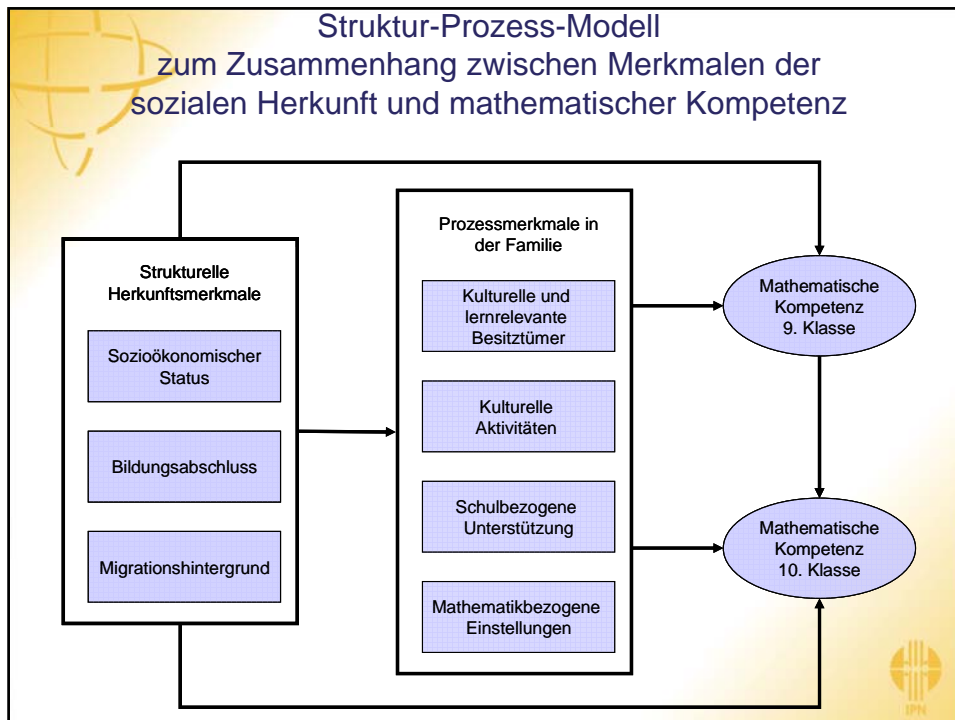 Struktur-Prozess-Modell
zum Zusammenhang zwischen Merkmalen der
sozialen Herkunft und mathematischer Kompetenz
Strukturelle
Herkunftsmerkmale
Sozioökonomischer
Status
Bildungsabschluss
Migrationshintergrund
Prozessmerkmale in
der Familie
Kulturelle und
lernrelevante
Besitztümer
Kulturelle
Aktivitäten
Schulbezogene
Unterstützung
Mathematikbezogene
Einstellungen
Mathematische
Kompetenz
9. Klasse
Mathematische
Kompetenz
10. Klasse
IPN